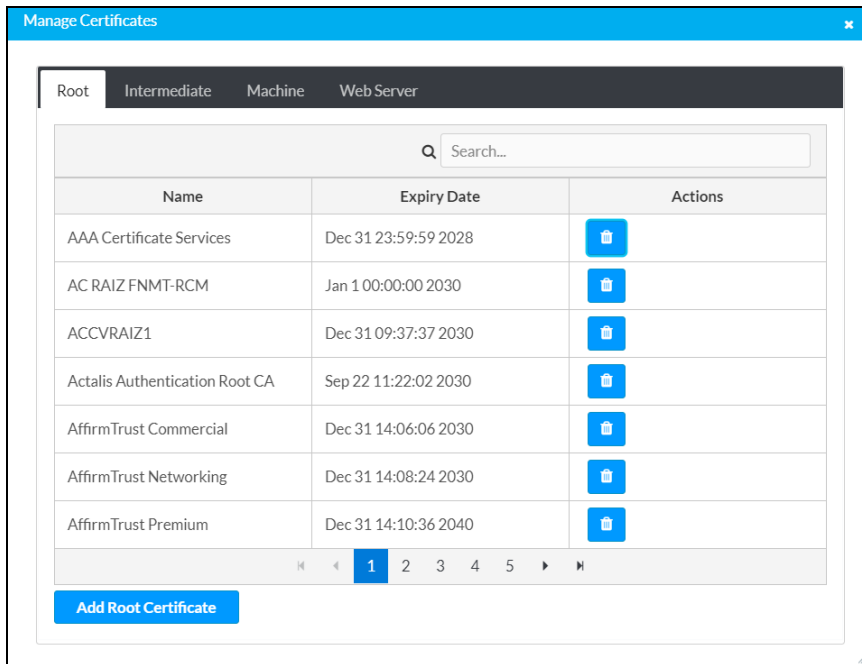 Manage Certificates
Root Intermediate Machine Web Server
Search...
Name Expiry Date Actions
AAA Certificate Services Dec 31 23:59:59 2028
AC RAIZ FNMT-RCM Jan 1 00:00:00 2030
ACCVRAIZ1 Dec 31 09:37:37 2030
Actalis Authentication Root CA Sep 22 11:22:02 2030
AffirmTrust Commercial Dec 31 14:06:06 2030
AffirmTrust Networking Dec 31 14:08:24 2030
AffirmTrust Premium Dec 31 14:10:36 2040
1 2 3 4 5
Add Root Certificate